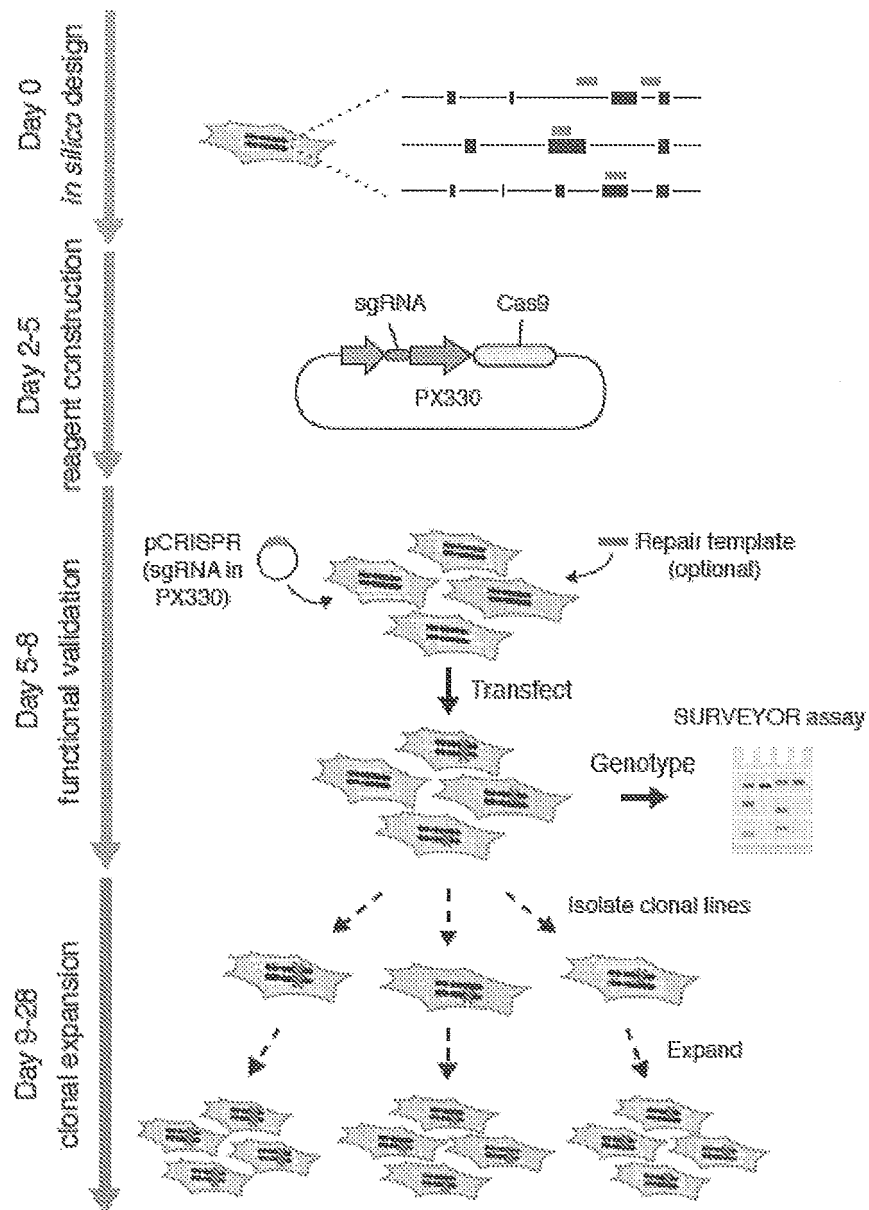 Day 0
in silico design
Day 2-5
reagent construction
sgRNA
Cas9
PX330
Day 5-8
functional validation
pCRISPR
(sgRNA in
PX330)
Repair template
(optional)
Transfect
SURVEYOR assay
Genotype
Day 9-28
clonal expansion
Isolate clonal lines
Expand